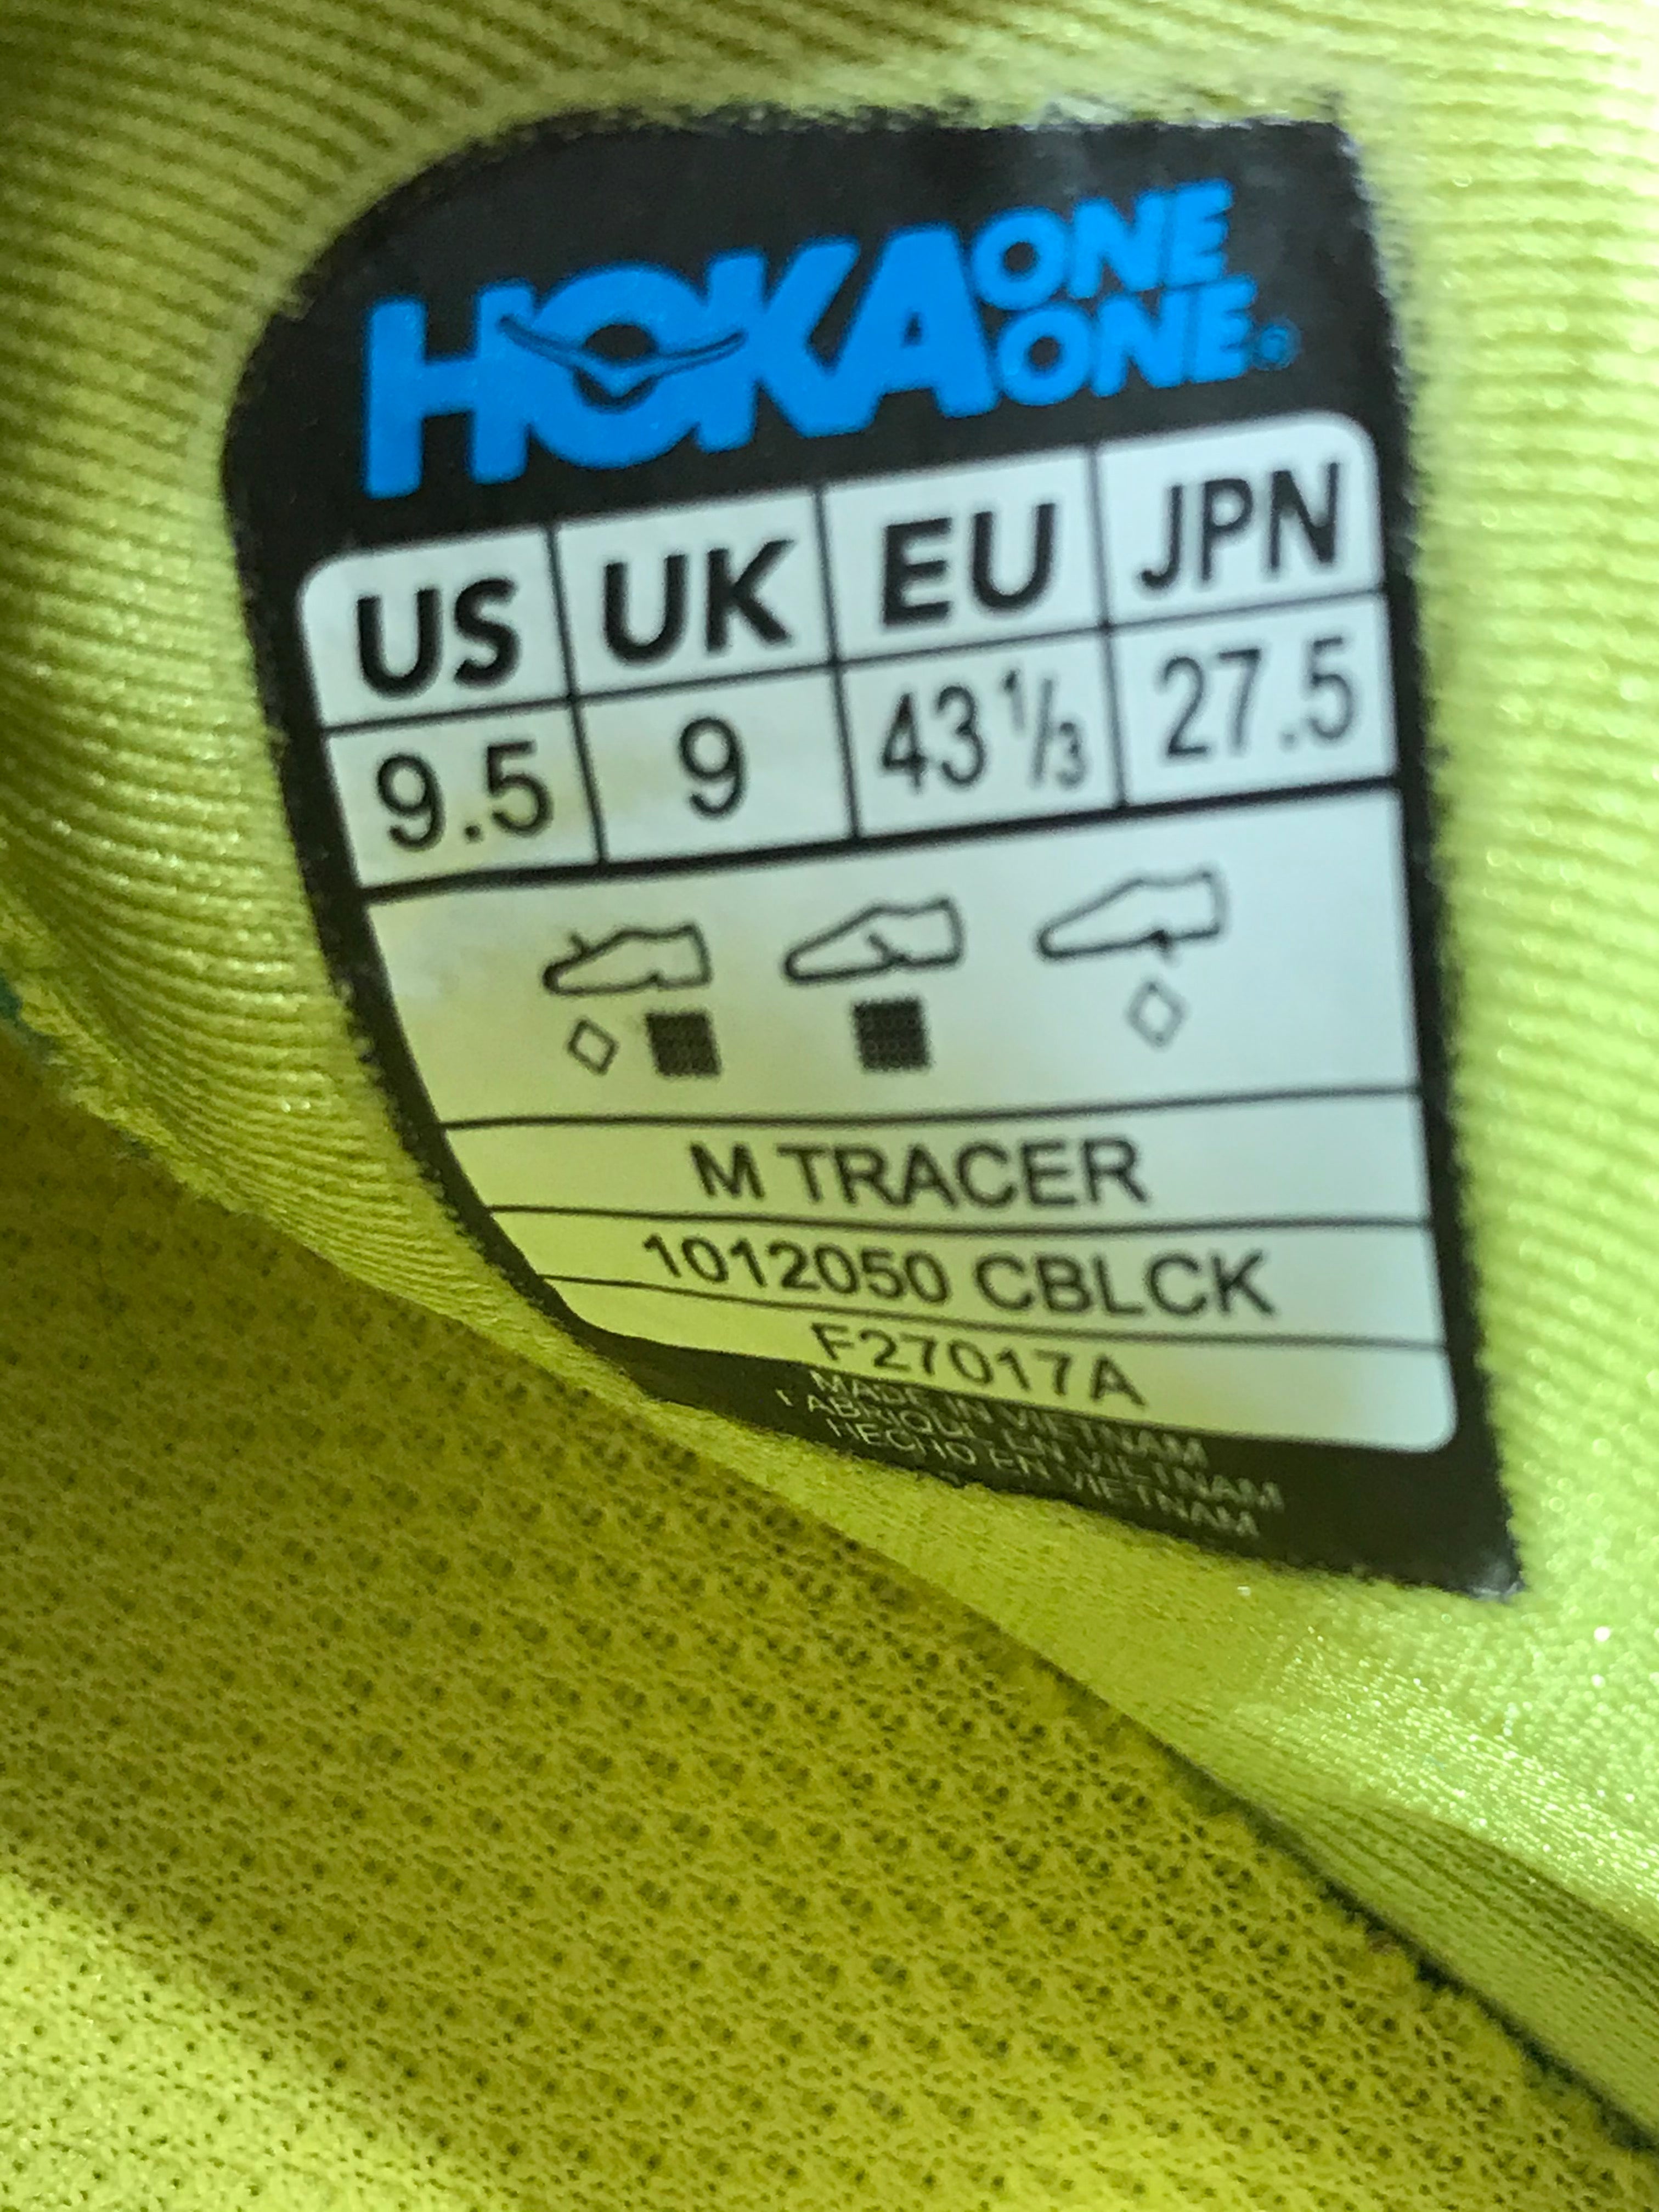 HOKA ONE ONE®
US UK EU JPN
9.5 9 43 1/3 27.5
M TRACER
1012050 CBLCK
F27017A
MADE IN VIETNAM
FABRIQUE EN VIETNAM
HECHO EN VIETNAM